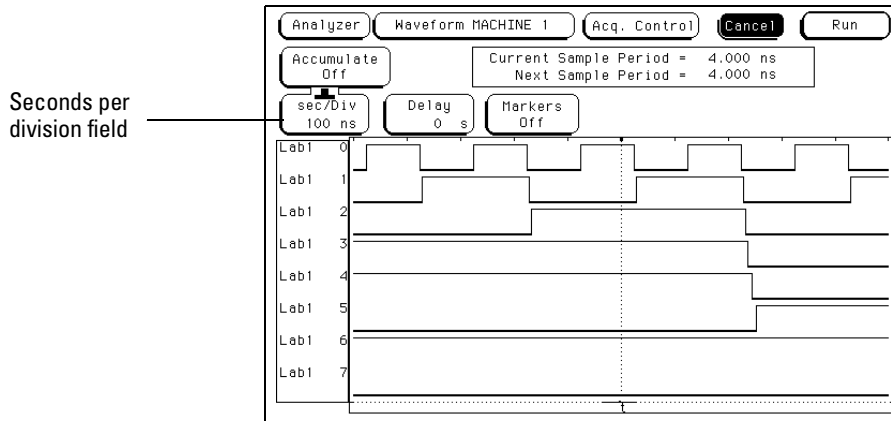 Analyzer Waveform MACHINE 1 Acq. Control Cancel Run
Accumulate
Off
Current Sample Period = 4.000 ns
Next Sample Period = 4.000 ns
Seconds per
division field
sec/Div
100 ns
Delay
0 s
Markers
Off
Lab1 0
Lab1 1
Lab1 2
Lab1 3
Lab1 4
Lab1 5
Lab1 6
Lab1 7
t